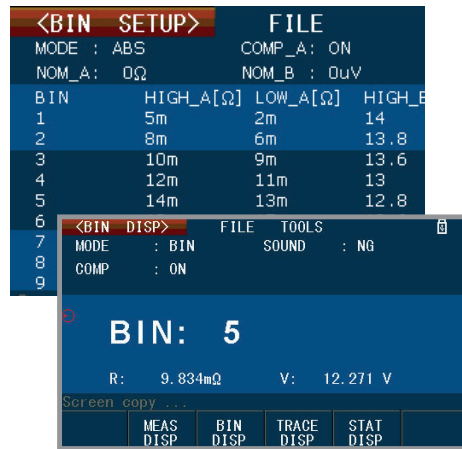 <BIN SETUP> FILE
MODE : ABS COMP_A: ON
NOM_A: 0Ω NOM_B : 0uV
BIN HIGH_A[Ω] LOW_A[Ω] HIGH_
1 5m 2m 14
2 8m 6m 13.8
3 10m 9m 13.6
4 12m 11m 13
5 14m 13m 12.8
6
7
8
9
<BIN DISP> FILE TOOLS
MODE : BIN SOUND : NG
COMP : ON
BIN: 5
R: 9.834mΩ V: 12.271 V
Screen copy ...
MEAS DISP BIN DISP TRACE DISP STAT DISP